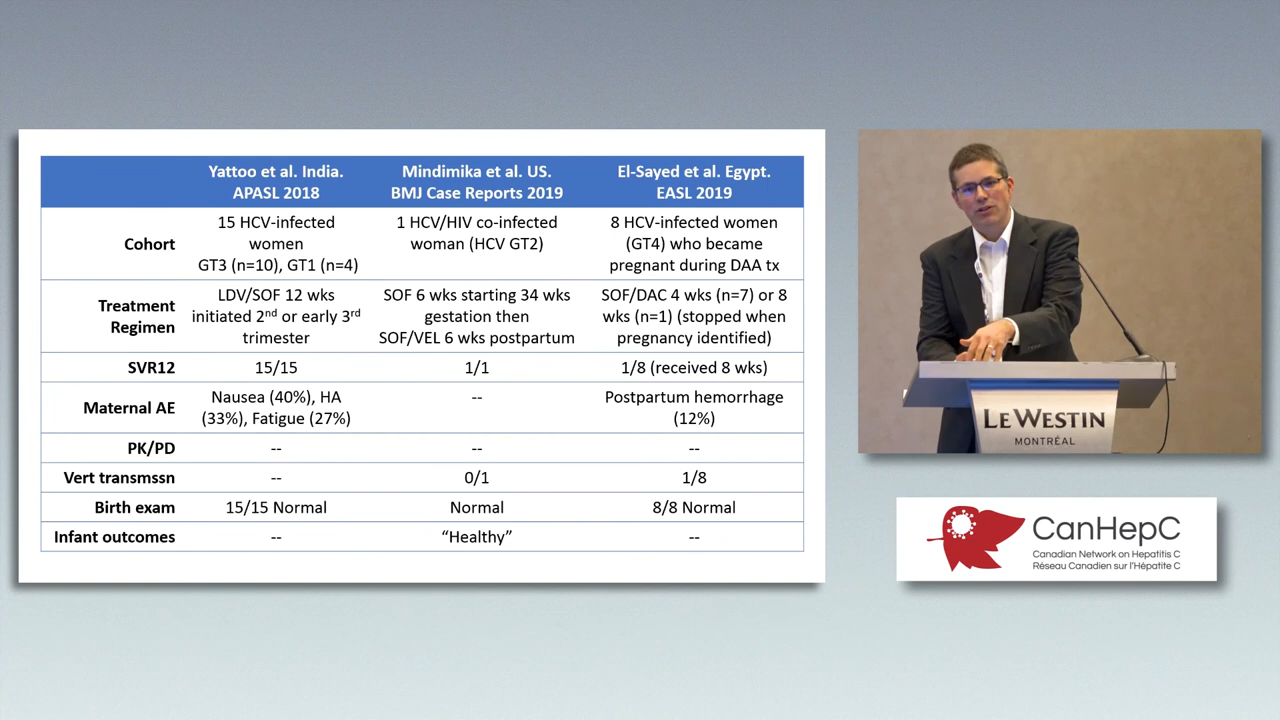 Yattoo et al. India.
APASL 2018
Mindimika et al. US.
BMJ Case Reports 2019
El-Sayed et al. Egypt.
EASL 2019
Cohort
15 HCV-infected
women
GT3 (n=10), GT1 (n=4)
1 HCV/HIV co-infected
woman (HCV GT2)
8 HCV-infected women
(GT4) who became
pregnant during DAA tx
Treatment
Regimen
LDV/SOF 12 wks
initiated 2nd or early 3rd
trimester
SOF 6 wks starting 34 wks
gestation then
SOF/VEL 6 wks postpartum
SOF/DAC 4 wks (n=7) or 8
wks (n=1) (stopped when
pregnancy identified)
SVR12
15/15
1/1
1/8 (received 8 wks)
Maternal AE
Nausea (40%), HA
(33%), Fatigue (27%)
--
Postpartum hemorrhage
(12%)
PK/PD
--
--
--
Vert transmssn
--
0/1
1/8
Birth exam
15/15 Normal
Normal
8/8 Normal
Infant outcomes
--
“Healthy”
--
LE WESTIN
MONTRÉAL
CanHepC
Canadian Network on Hepatitis C
Réseau Canadien sur l'Hépatite C